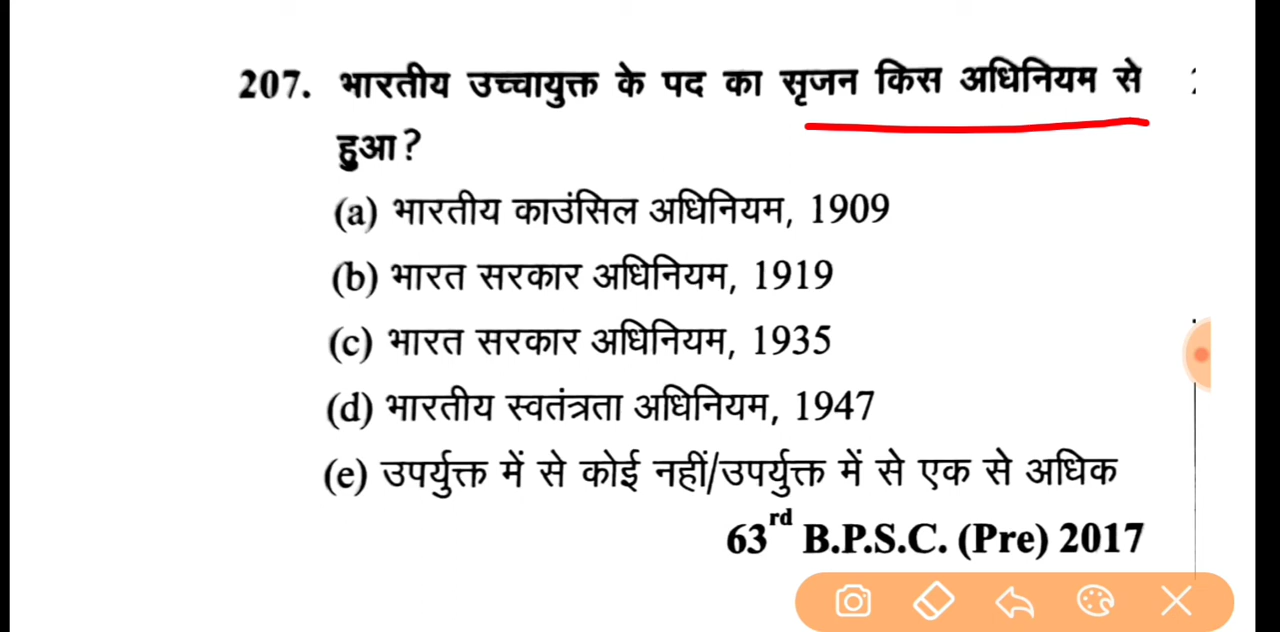 207. भारतीय उच्चायुक्त के पद का सृजन किस अधिनियम से
हुआ?
(a) भारतीय काउंसिल अधिनियम, 1909
(b) भारत सरकार अधिनियम, 1919
(c) भारत सरकार अधिनियम, 1935
(d) भारतीय स्वतंत्रता अधिनियम, 1947
(e) उपर्युक्त में से कोई नहीं/उपर्युक्त में से एक से अधिक
63rd B.P.S.C. (Pre) 2017